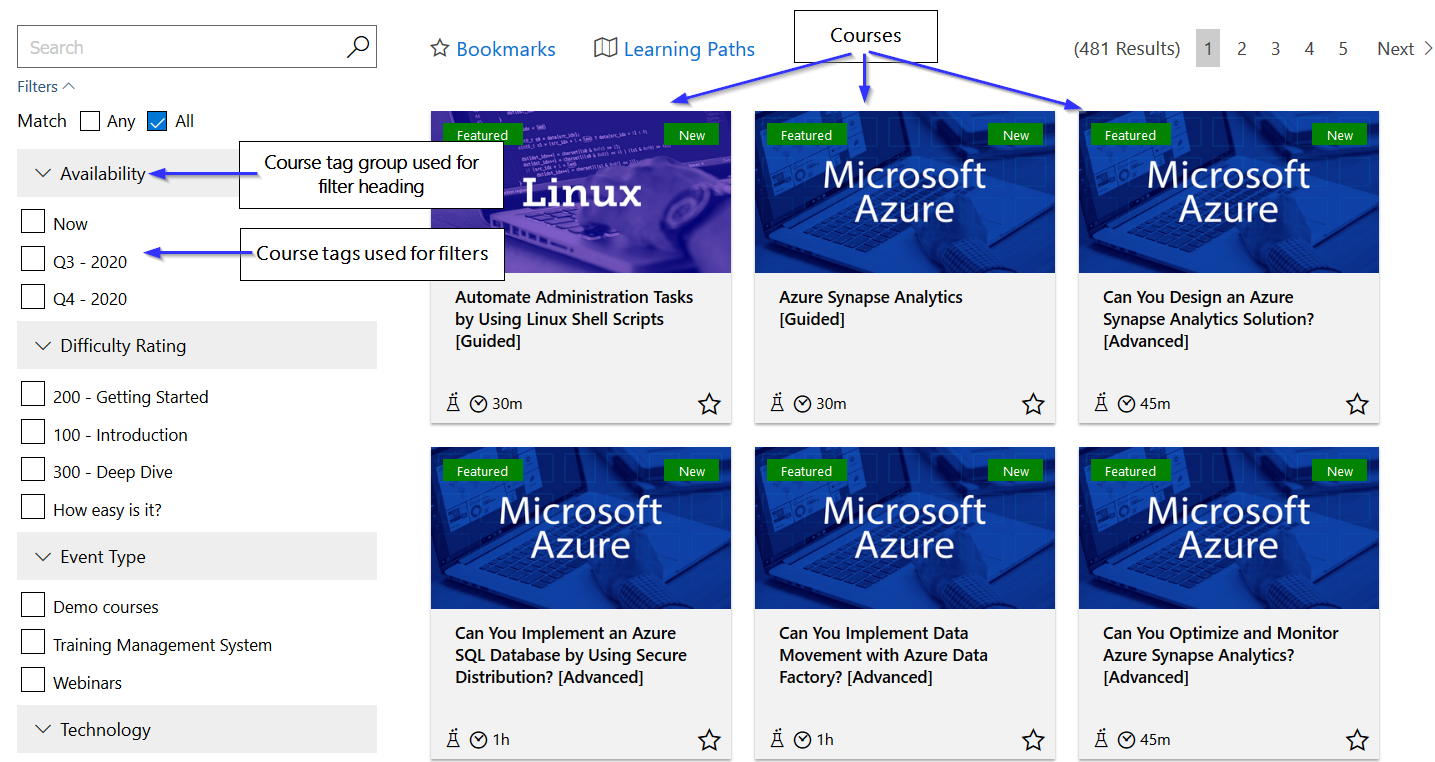 Search
Filters
Match Any All
Availability
Now
Q3 - 2020
Q4 - 2020
Difficulty Rating
200 - Getting Started
100 - Introduction
300 - Deep Dive
How easy is it?
Event Type
Demo courses
Training Management System
Webinars
Technology
Course tag group used for
filter heading
Course tags used for filters
Bookmarks
Learning Paths
Courses
(481 Results) 1 2 3 4 5 Next
Featured New
Linux
Automate Administration Tasks
by Using Linux Shell Scripts
[Guided]
30m
Featured New
Microsoft
Azure
Azure Synapse Analytics
[Guided]
30m
Featured New
Microsoft
Azure
Can You Design an Azure
Synapse Analytics Solution?
[Advanced]
45m
Featured New
Microsoft
Azure
Can You Implement an Azure
SQL Database by Using Secure
Distribution? [Advanced]
1h
Featured New
Microsoft
Azure
Can You Implement Data
Movement with Azure Data
Factory? [Advanced]
1h
Featured New
Microsoft
Azure
Can You Optimize and Monitor
Azure Synapse Analytics?
[Advanced]
45m